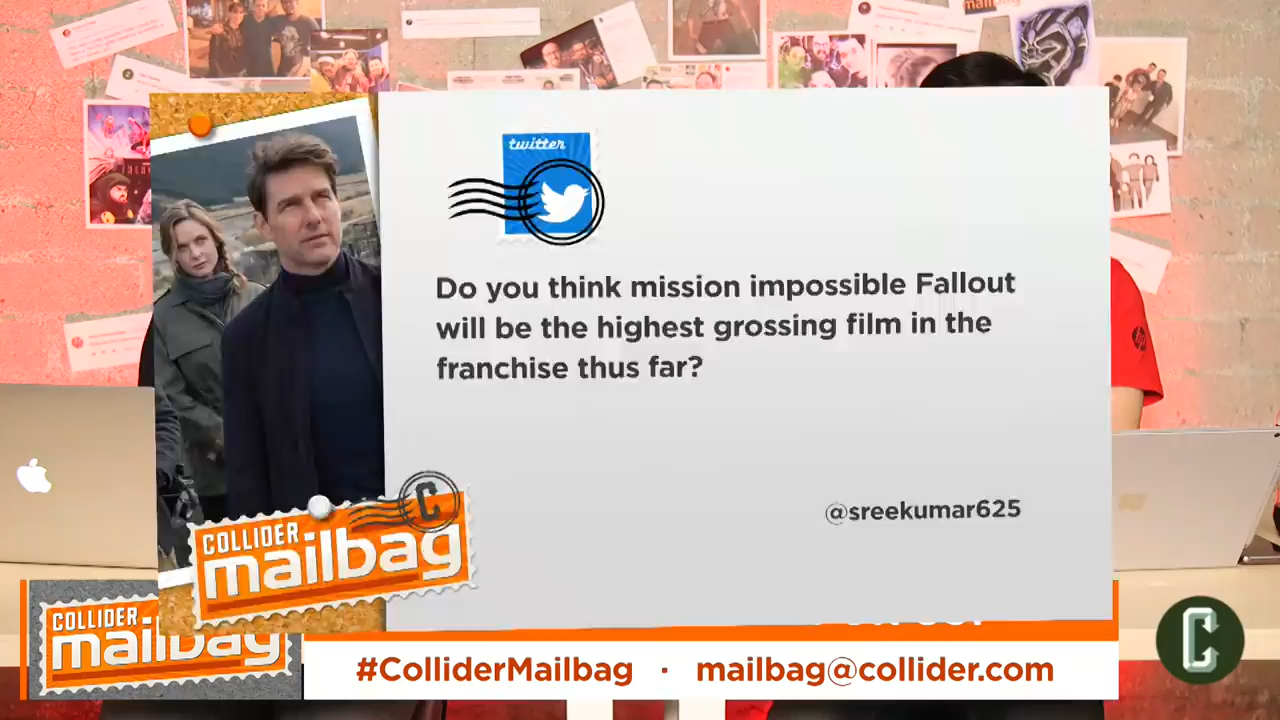 twitter
Do you think mission impossible Fallout
will be the highest grossing film in the
franchise thus far?
@sreekumar625
COLLIDER
mailbag
COLLIDER
mailbag
#ColliderMailbag · mailbag@collider.com